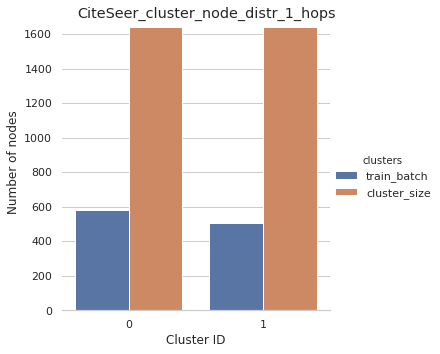 CiteSeer_cluster_node_distr_1_hops
1600
1400
1200
1000
800
600
400
200
0
Number of nodes
0 1
Cluster ID
clusters
train_batch
cluster_size